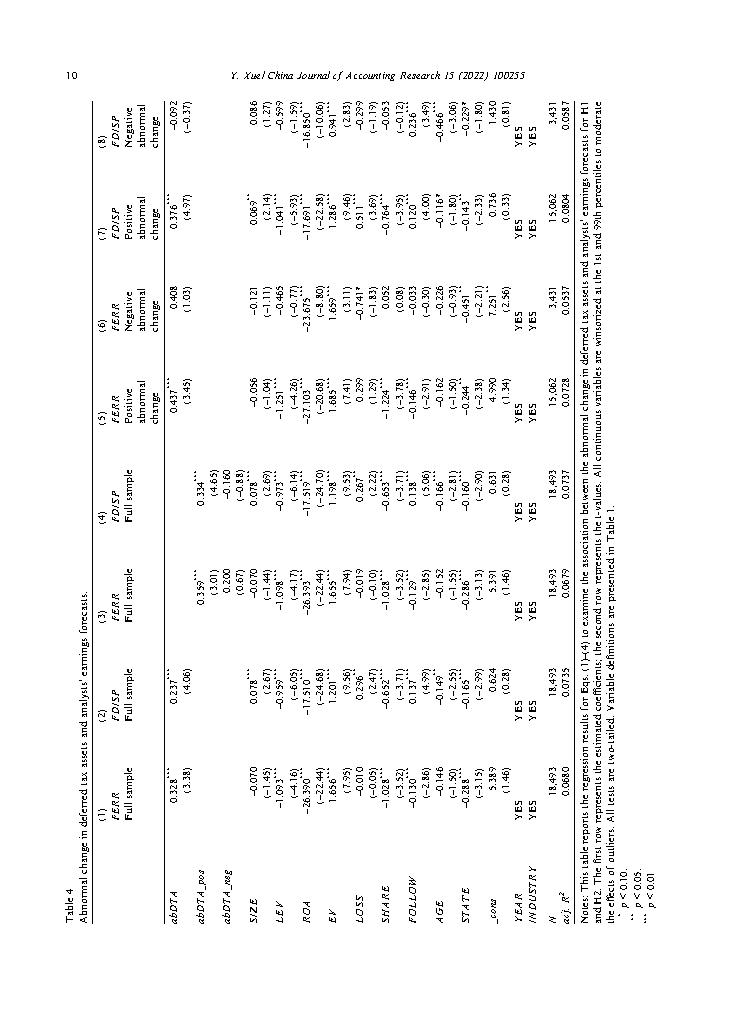 10 Y. Xue/ China Journal of Accounting Research 15 (2022) 100255
Table 4
Abnormal change in deferred tax assets and analysts' earnings forecasts.
(1) (2) (3) (4) (5) (6) (7) (8)
FERR FDISP FERR FDISP FERR FERR FDISP FDISP
Full sample Full sample Full sample Full sample Positive Negative Positive Negative
abnormal abnormal abnormal abnormal
change change change change
abDTA 0.328*** 0.237*** 0.437*** 0.408 0.376*** −0.092
(3.38) (4.06) (3.45) (1.03) (4.97) (−0.37)
abDTA_pos 0.359*** 0.334***
(3.01) (4.65)
abDTA_neg 0.200 −0.160
(0.67) (−0.88)
SIZE −0.070 0.078*** −0.070 0.078*** −0.056 −0.121 0.069** 0.086
(−1.45) (2.67) (−1.44) (2.69) (−1.04) (−1.11) (2.14) (1.27)
LEV −1.093*** −0.959*** −1.098*** −0.973*** −1.251*** −0.465 −1.041*** −0.599
(−4.16) (−6.05) (−4.17) (−6.14) (−4.26) (−0.77) (−5.93) (−1.59)
ROA −26.390*** −17.510*** −26.393*** −17.519*** −27.103*** −23.675*** −17.691*** −16.850***
(−22.44) (−24.68) (−22.44) (−24.70) (−20.68) (−8.80) (−22.58) (−10.06)
EV 1.656*** 1.201*** 1.655*** 1.198*** 1.685*** 1.659*** 1.286*** 0.941***
(7.95) (9.56) (7.94) (9.53) (7.41) (3.11) (9.46) (2.83)
LOSS −0.010 0.296** −0.019 0.267** 0.299 −0.741* 0.511*** −0.299
(−0.05) (2.47) (−0.10) (2.22) (1.29) (−1.83) (3.69) (−1.19)
SHARE −1.028*** −0.652*** −1.028*** −0.653*** −1.224*** 0.052 −0.764*** −0.053
(−3.52) (−3.71) (−3.52) (−3.71) (−3.78) (0.08) (−3.95) (−0.12)
FOLLOW −0.130*** 0.137*** −0.129*** 0.138*** −0.146*** −0.033 0.120*** 0.236***
(−2.86) (4.99) (−2.85) (5.06) (−2.91) (−0.30) (4.00) (3.49)
AGE −0.146 −0.149** −0.152 −0.166*** −0.162 −0.226 −0.116* −0.466***
(−1.50) (−2.55) (−1.55) (−2.81) (−1.50) (−0.93) (−1.80) (−3.06)
STATE −0.288*** −0.165*** −0.286*** −0.160*** −0.244** −0.451** −0.143** −0.229*
(−3.15) (−2.99) (−3.13) (−2.90) (−2.38) (−2.21) (−2.33) (−1.80)
_cons 5.389 0.624 5.391 0.631 4.990 7.251** 0.736 1.430
(1.46) (0.28) (1.46) (0.28) (1.34) (2.56) (0.33) (0.81)
YEAR YES YES YES YES YES YES YES YES
INDUSTRY YES YES YES YES YES YES YES YES
N 18,493 18,493 18,493 18,493 15,062 3,431 15,062 3,431
adj. R² 0.0680 0.0735 0.0679 0.0737 0.0728 0.0537 0.0804 0.0587
Notes: This table reports the regression results for Eqs. (1)–(4) to examine the association between the abnormal change in deferred tax assets and analysts' earnings forecasts for H1
and H2. The first row represents the estimated coefficients; the second row represents the t-values. All continuous variables are winsorized at the 1st and 99th percentiles to moderate
the effects of outliers. All tests are two-tailed. Variable definitions are presented in Table 1.
* p < 0.10.
** p < 0.05.
*** p < 0.01